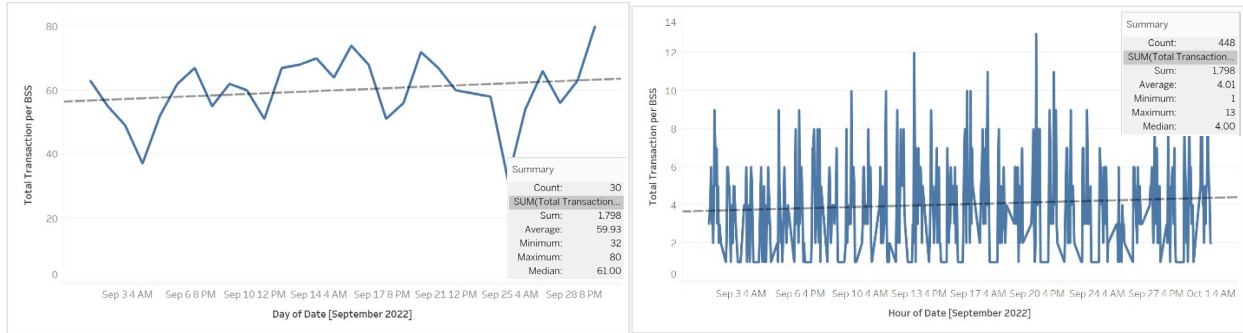 80
60
40
20
0
Total Transaction per BSS
Summary
Count: 30
SUM(Total Transaction...
Sum: 1,798
Average: 59.93
Minimum: 32
Maximum: 80
Median: 61.00
Sep 3 4 AM Sep 6 8 PM Sep 10 12 PM Sep 14 4 AM Sep 17 8 PM Sep 21 12 PM Sep 25 4 AM Sep 28 8 PM
Day of Date [September 2022]
14
12
10
8
6
4
2
0
Total Transaction per BSS
Summary
Count: 448
SUM(Total Transaction...
Sum: 1,798
Average: 4.01
Minimum: 1
Maximum: 13
Median: 4.00
Sep 3 4 AM Sep 6 4 PM Sep 10 4 AM Sep 13 4 PM Sep 17 4 AM Sep 20 4 PM Sep 24 4 AM Sep 27 4 PM Oct 1 4 AM
Hour of Date [September 2022]